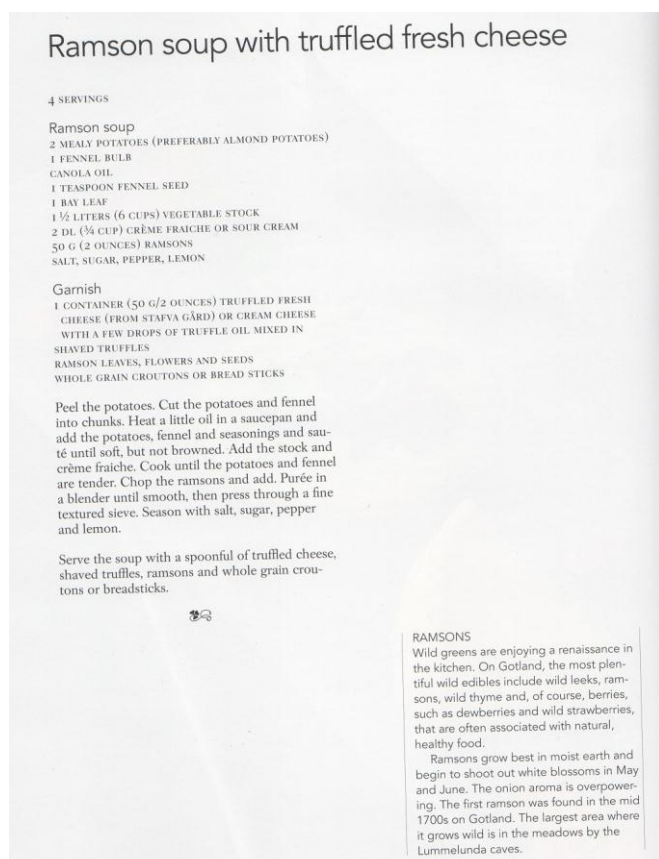 Ramson soup with truffled fresh cheese
4 SERVINGS
Ramson soup
2 MEALY POTATOES (PREFERABLY ALMOND POTATOES)
1 FENNEL BULB
CANOLA OIL
1 TEASPOON FENNEL SEED
1 BAY LEAF
1 ½ LITERS (6 CUPS) VEGETABLE STOCK
2 DL (¾ CUP) CRÈME FRAICHE OR SOUR CREAM
50 G (2 OUNCES) RAMSONS
SALT, SUGAR, PEPPER, LEMON
Garnish
1 CONTAINER (50 G/2 OUNCES) TRUFFLED FRESH
CHEESE (FROM STAFVA GÅRD) OR CREAM CHEESE
WITH A FEW DROPS OF TRUFFLE OIL MIXED IN
SHAVED TRUFFLES
RAMSON LEAVES, FLOWERS AND SEEDS
WHOLE GRAIN CROUTONS OR BREAD STICKS
Peel the potatoes. Cut the potatoes and fennel
into chunks. Heat a little oil in a saucepan and
add the potatoes, fennel and seasonings and sau-
té until soft, but not browned. Add the stock and
crème fraiche. Cook until the potatoes and fennel
are tender. Chop the ramsons and add. Purée in
a blender until smooth, then press through a fine
textured sieve. Season with salt, sugar, pepper
and lemon.
Serve the soup with a spoonful of truffled cheese,
shaved truffles, ramsons and whole grain crou-
tons or breadsticks.
RAMSONS
Wild greens are enjoying a renaissance in
the kitchen. On Gotland, the most plen-
tiful wild edibles include wild leeks, ram-
sons, wild thyme and, of course, berries,
such as dewberries and wild strawberries,
that are often associated with natural,
healthy food.
Ramsons grow best in moist earth and
begin to shoot out white blossoms in May
and June. The onion aroma is overpower-
ing. The first ramson was found in the mid
1700s on Gotland. The largest area where
it grows wild is in the meadows by the
Lummelunda caves.